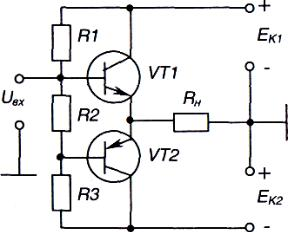 R1
+
E_K1
VT1
-
U_вх
R2
R_н
VT2
+
E_K2
R3
-